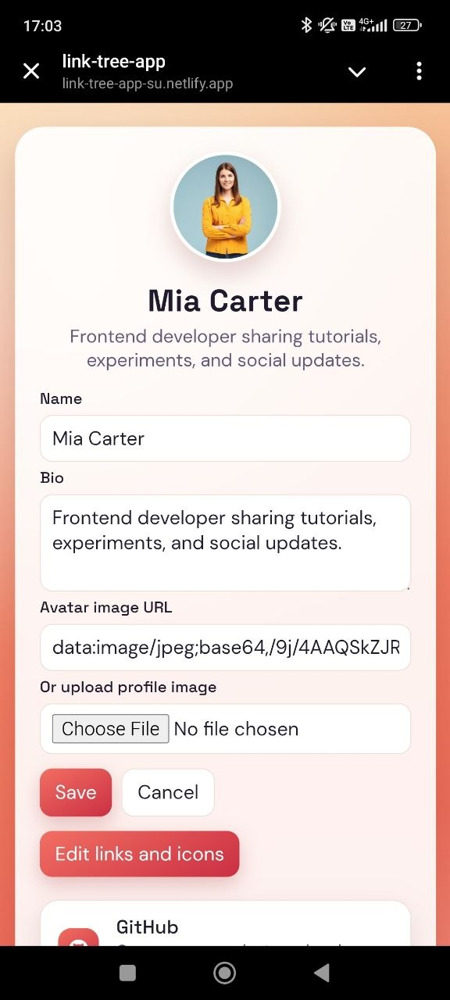 17:03
Vo LTE 4G+ 27
link-tree-app
link-tree-app-su.netlify.app
Mia Carter
Frontend developer sharing tutorials,
experiments, and social updates.
Name
Mia Carter
Bio
Frontend developer sharing tutorials,
experiments, and social updates.
Avatar image URL
data:image/jpeg;base64,/9j/4AAQSkZJR
Or upload profile image
Choose File No file chosen
Save Cancel
Edit links and icons
GitHub